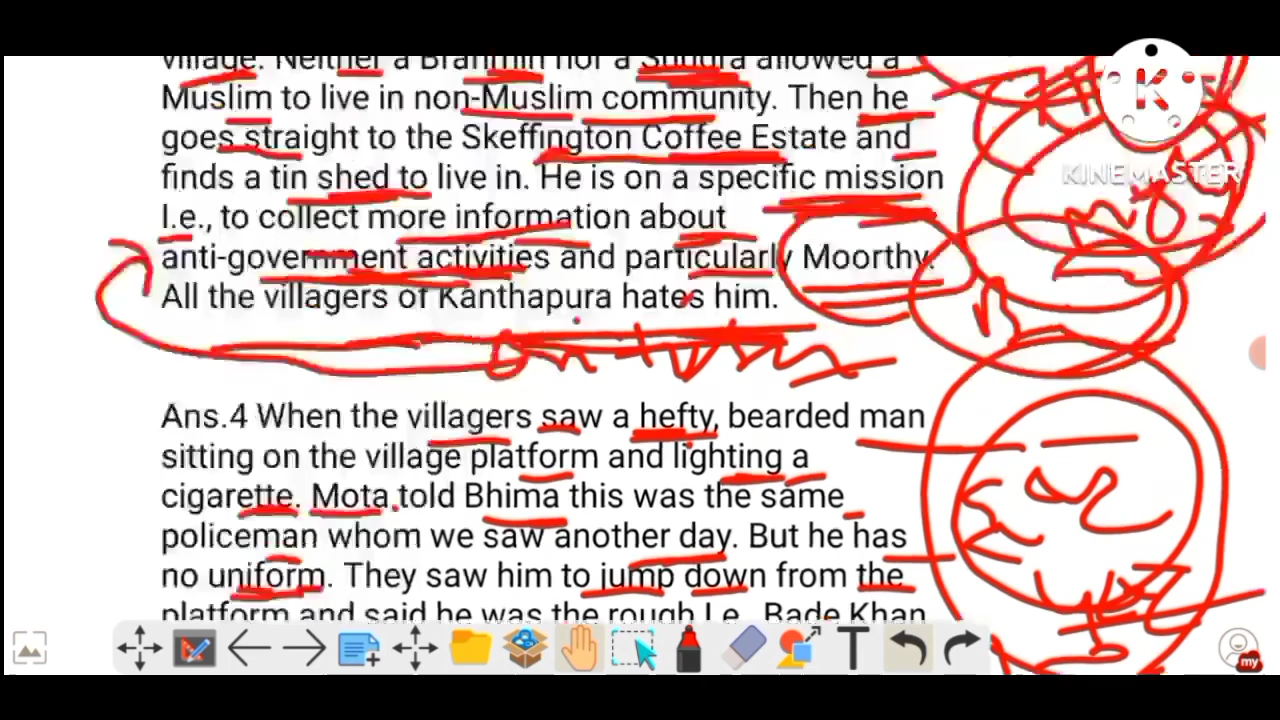 village. Neither a Brahmin nor a Shudra allowed a
Muslim to live in non-Muslim community. Then he
goes straight to the Skeffington Coffee Estate and
finds a tin shed to live in. He is on a specific mission
I.e., to collect more information about
anti-government activities and particularly Moorthy.
All the villagers of Kanthapura hates him.
Ans.4 When the villagers saw a hefty, bearded man
sitting on the village platform and lighting a
cigarette. Mota told Bhima this was the same
policeman whom we saw another day. But he has
no uniform. They saw him to jump down from the
platform and said he was the rough I.e., Bade Khan
K
KINEMASTER
T
my